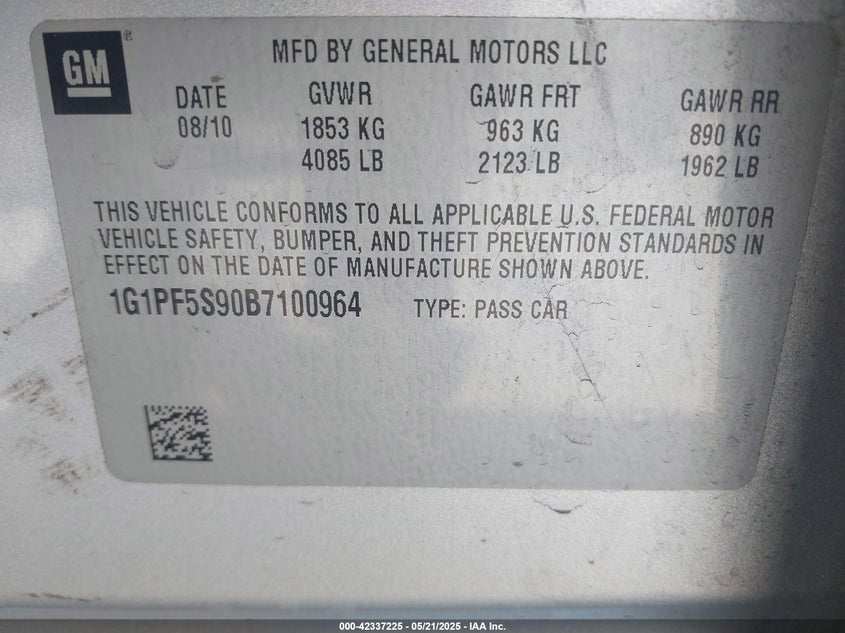 GM®
MFD BY GENERAL MOTORS LLC
DATE GVWR GAWR FRT GAWR RR
08/10 1853 KG 963 KG 890 KG
4085 LB 2123 LB 1962 LB
THIS VEHICLE CONFORMS TO ALL APPLICABLE U.S. FEDERAL MOTOR
VEHICLE SAFETY, BUMPER, AND THEFT PREVENTION STANDARDS IN
EFFECT ON THE DATE OF MANUFACTURE SHOWN ABOVE.
1G1PF5S90B7100964 TYPE: PASS CAR
000-42337225 - 05/21/2025 - IAA Inc.